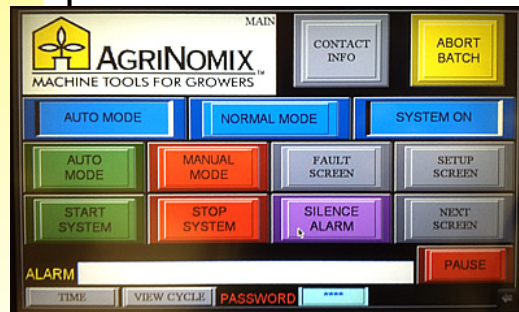 MAIN
AGRINOMIX™
MACHINE TOOLS FOR GROWERS
CONTACT INFO
ABORT BATCH
AUTO MODE
NORMAL MODE
SYSTEM ON
AUTO MODE
MANUAL MODE
FAULT SCREEN
SETUP SCREEN
START SYSTEM
STOP SYSTEM
SILENCE ALARM
NEXT SCREEN
ALARM
PAUSE
TIME
VIEW CYCLE
PASSWORD
****